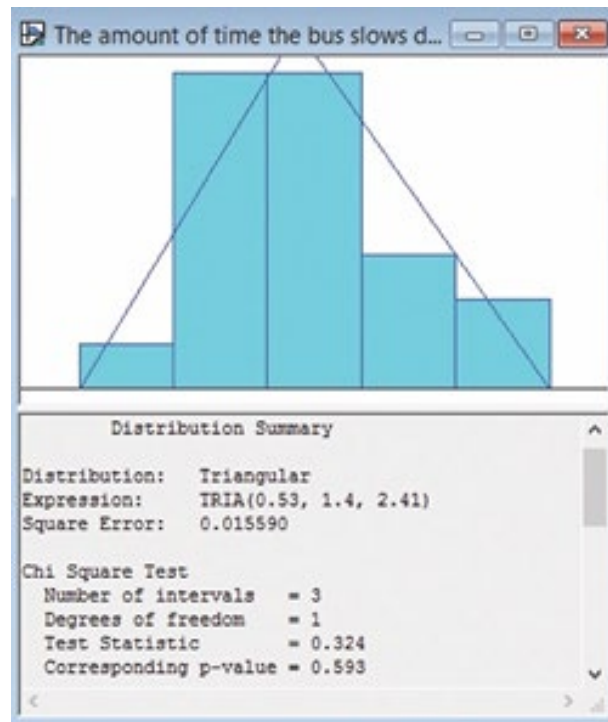 The amount of time the bus slows d...
Distribution Summary
Distribution: Triangular
Expression: TRIA(0.53, 1.4, 2.41)
Square Error: 0.015590
Chi Square Test
Number of intervals = 3
Degrees of freedom = 1
Test Statistic = 0.324
Corresponding p-value = 0.593